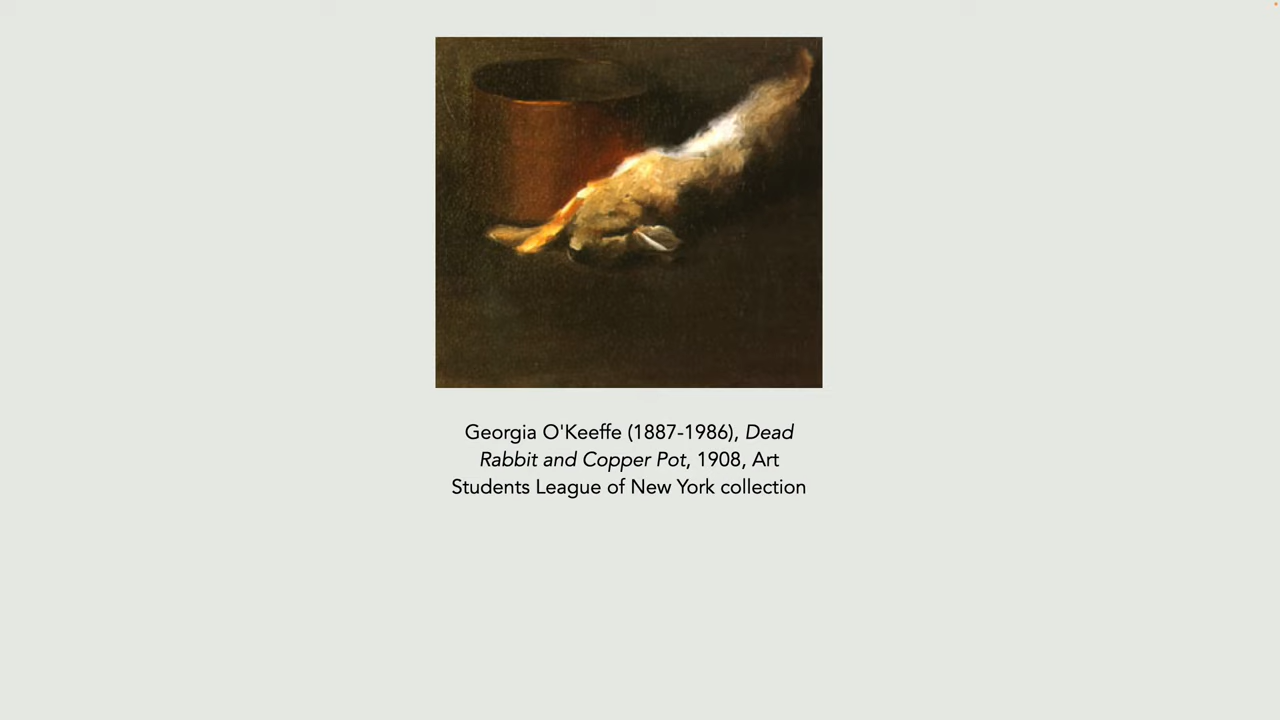 Georgia O'Keeffe (1887-1986), Dead
Rabbit and Copper Pot, 1908, Art
Students League of New York collection